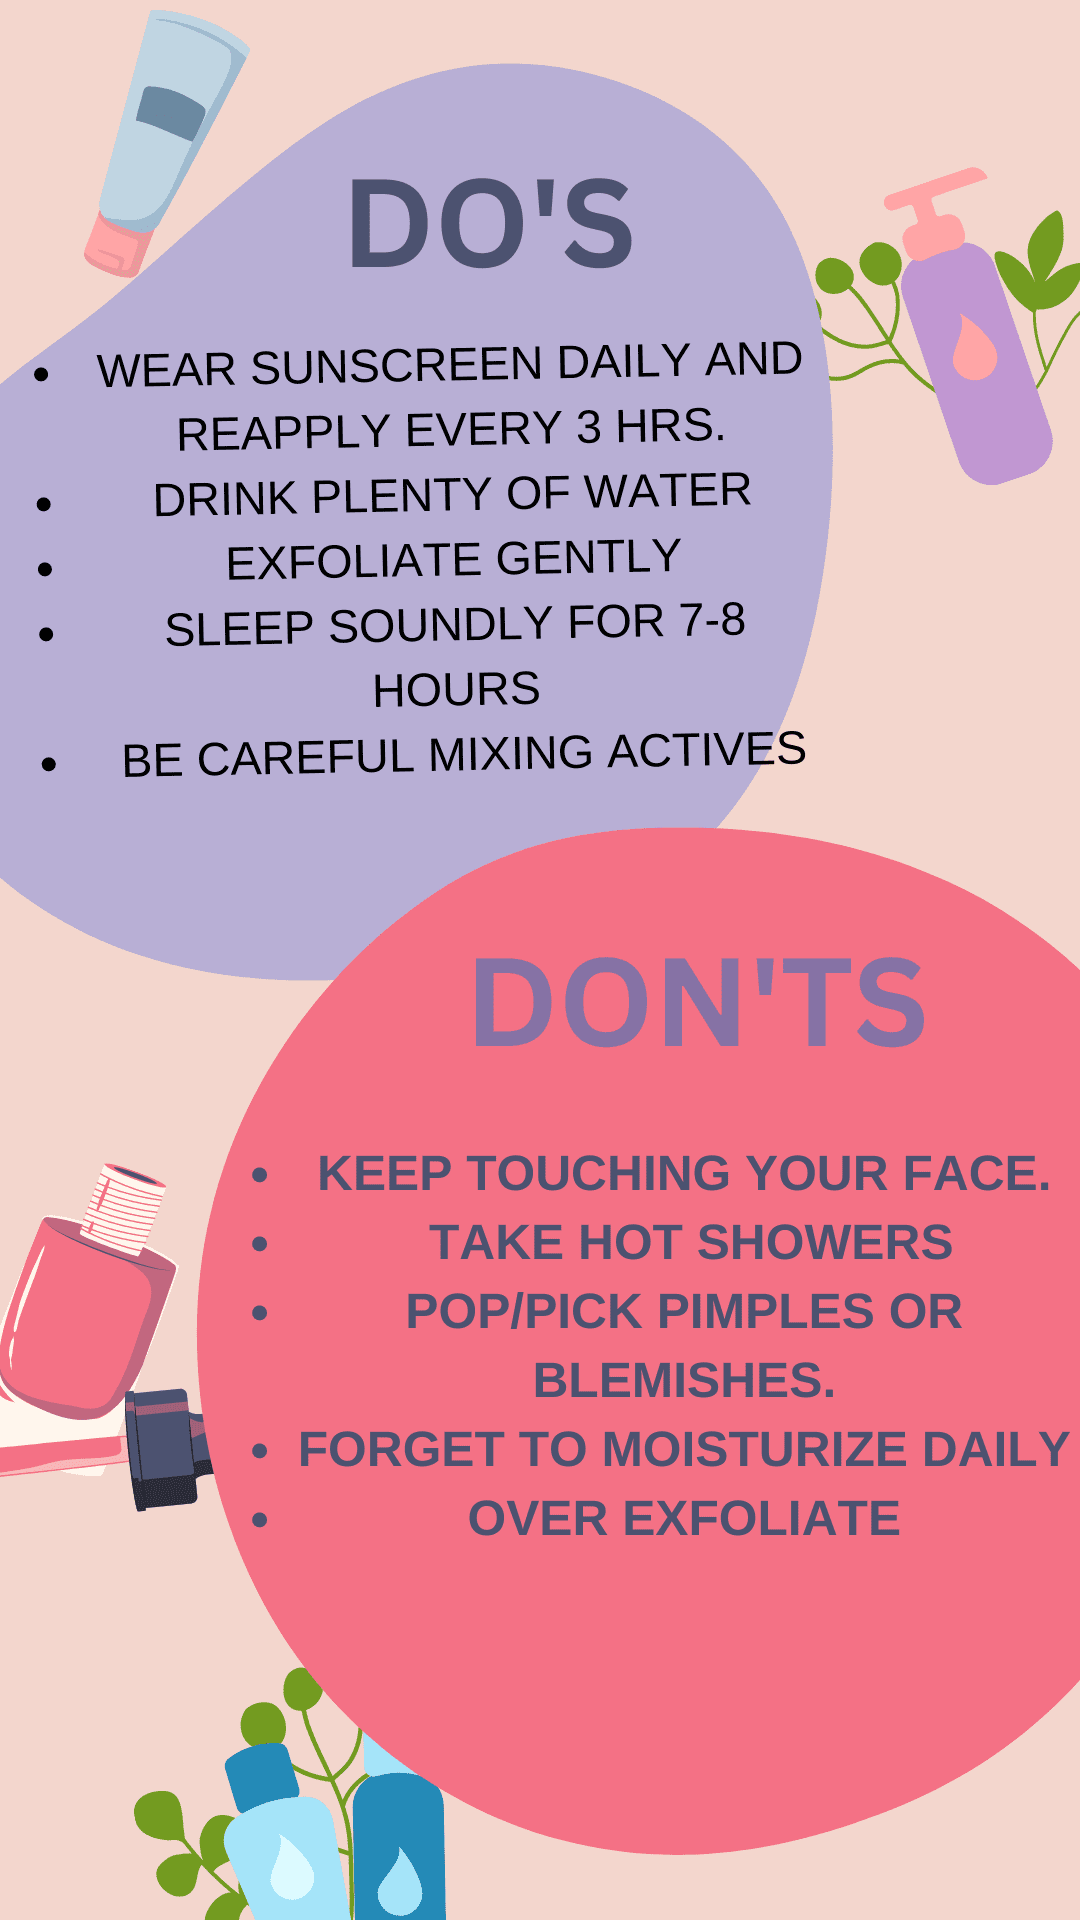 DO'S
• WEAR SUNSCREEN DAILY AND
REAPPLY EVERY 3 HRS.
• DRINK PLENTY OF WATER
• EXFOLIATE GENTLY
• SLEEP SOUNDLY FOR 7-8
HOURS
• BE CAREFUL MIXING ACTIVES
DON'TS
• KEEP TOUCHING YOUR FACE.
• TAKE HOT SHOWERS
• POP/PICK PIMPLES OR
BLEMISHES.
• FORGET TO MOISTURIZE DAILY
• OVER EXFOLIATE